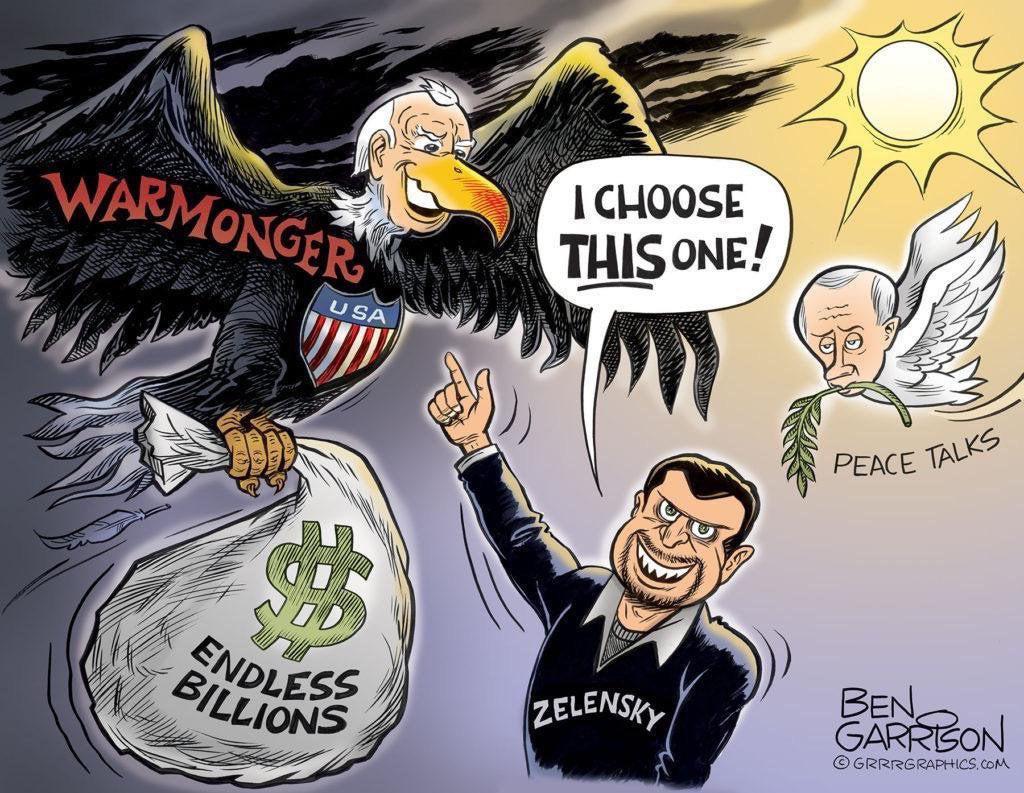 WARMONGER
USA
I CHOOSE
THIS ONE!
PEACE TALKS
$
ENDLESS
BILLIONS
ZELENSKY
BEN
GARRISON
© GRRRGRAPHICS.COM